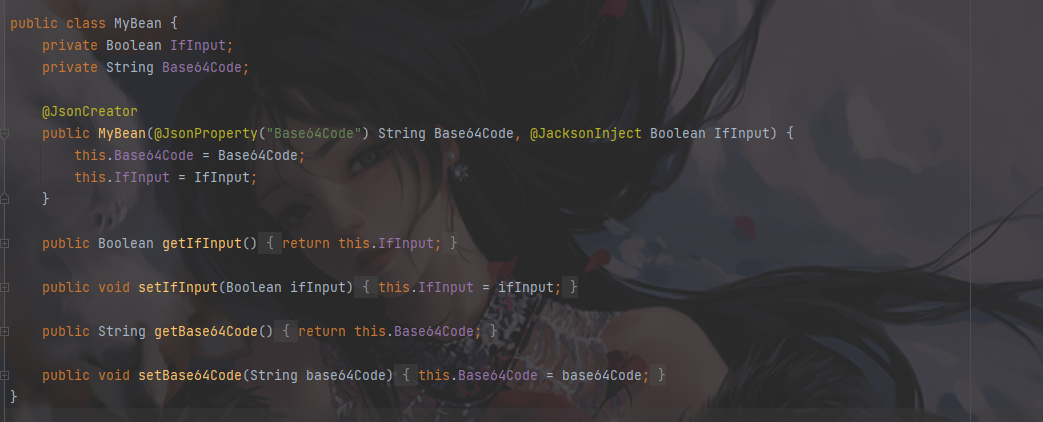 public class MyBean {
    private Boolean IfInput;
    private String Base64Code;
    @JsonCreator
    public MyBean(@JsonProperty("Base64Code") String Base64Code, @JacksonInject Boolean IfInput) {
        this.Base64Code = Base64Code;
        this.IfInput = IfInput;
    }
    public Boolean getIfInput() { return this.IfInput; }
    public void setIfInput(Boolean ifInput) { this.IfInput = ifInput; }
    public String getBase64Code() { return this.Base64Code; }
    public void setBase64Code(String base64Code) { this.Base64Code = base64Code; }
}